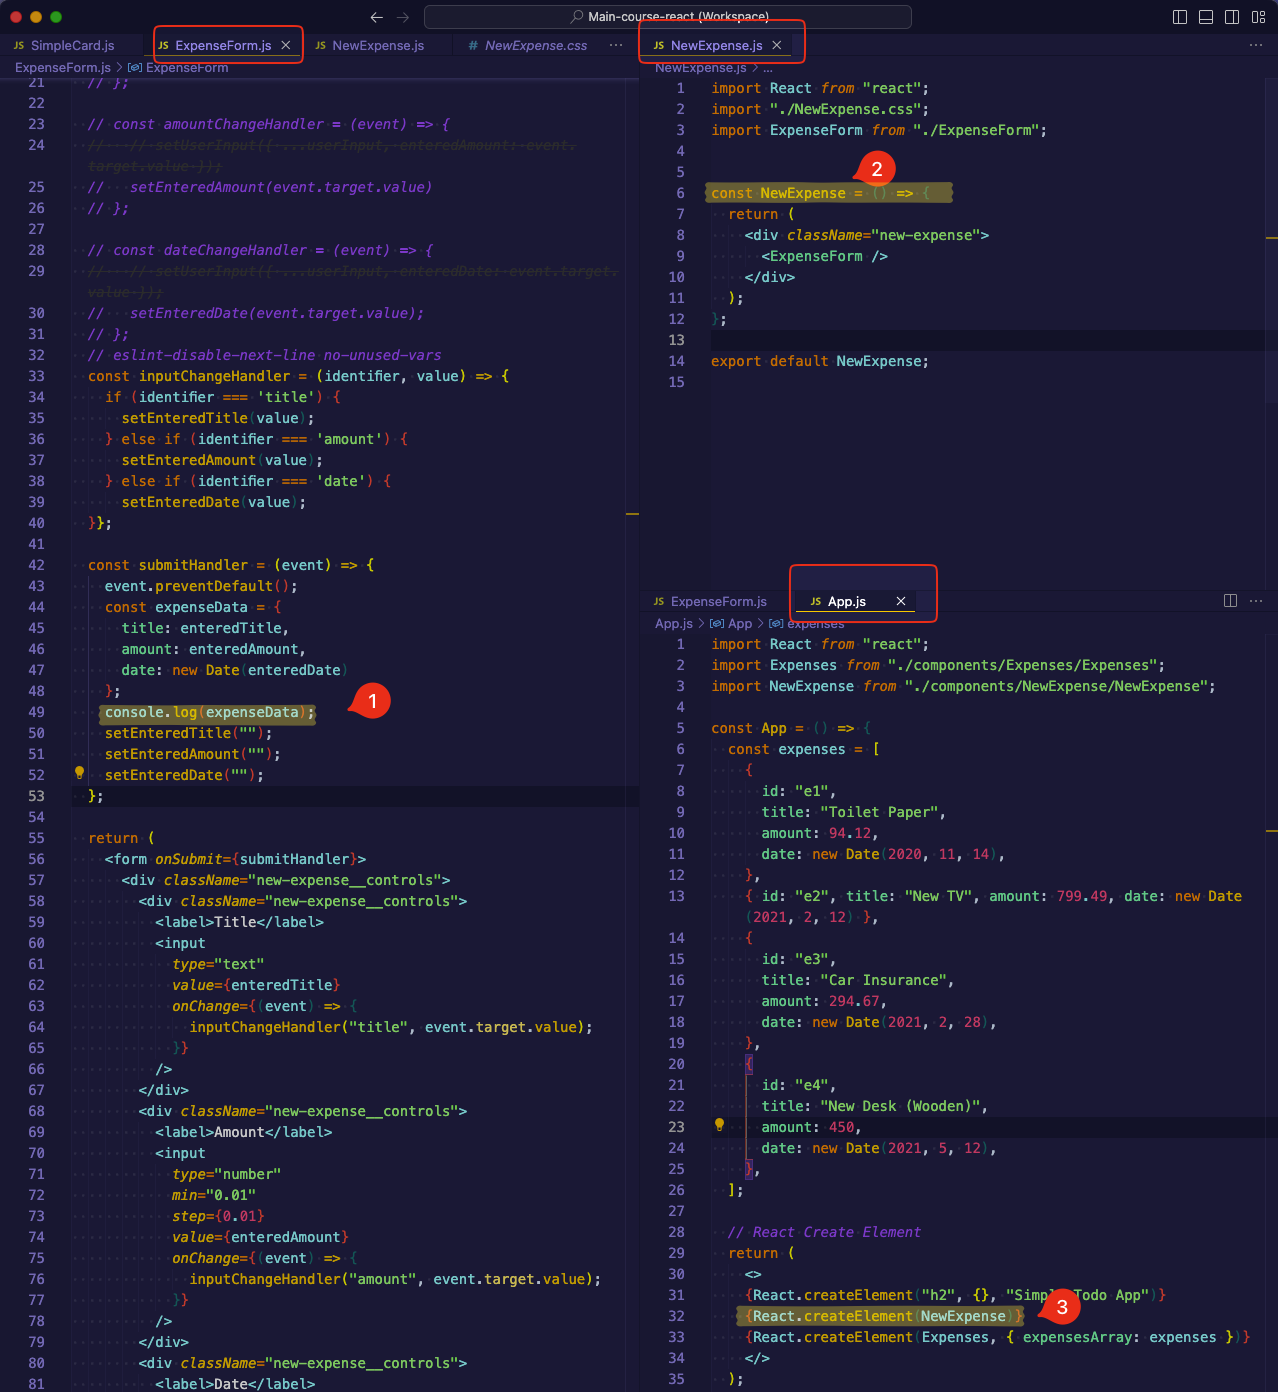 Main-course-react (Workspace)
JS SimpleCard.js
JS ExpenseForm.js
JS NewExpense.js
# NewExpense.css
ExpenseForm.js > ExpenseForm
21 // };
22
23 // const amountChangeHandler = (event) => {
24 //   // setUserInput({ ...userInput, enteredAmount: event.
target.value });
25 //   setEnteredAmount(event.target.value)
26 // };
27
28 // const dateChangeHandler = (event) => {
29 //   // setUserInput({ ...userInput, enteredDate: event.target.
value });
30 //   setEnteredDate(event.target.value);
31 // };
32 // eslint-disable-next-line no-unused-vars
33 const inputChangeHandler = (identifier, value) => {
34 if (identifier === 'title') {
35 setEnteredTitle(value);
36 } else if (identifier === 'amount') {
37 setEnteredAmount(value);
38 } else if (identifier === 'date') {
39 setEnteredDate(value);
40 }};
41
42 const submitHandler = (event) => {
43 event.preventDefault();
44 const expenseData = {
45 title: enteredTitle,
46 amount: enteredAmount,
47 date: new Date(enteredDate)
48 };
49 console.log(expenseData);
1
50 setEnteredTitle("");
51 setEnteredAmount("");
52 setEnteredDate("");
53 };
54
55 return (
56 <form onSubmit={submitHandler}>
57 <div className="new-expense__controls">
58 <div className="new-expense__controls">
59 <label>Title</label>
60 <input
61 type="text"
62 value={enteredTitle}
63 onChange={(event) => {
64 inputChangeHandler("title", event.target.value);
65 }}
66 />
67 </div>
68 <div className="new-expense__controls">
69 <label>Amount</label>
70 <input
71 type="number"
72 min="0.01"
73 step={0.01}
74 value={enteredAmount}
75 onChange={(event) => {
76 inputChangeHandler("amount", event.target.value);
77 }}
78 />
79 </div>
80 <div className="new-expense__controls">
81 <label>Date</label>
JS NewExpense.js
NewExpense.js > ...
1 import React from "react";
2 import "./NewExpense.css";
3 import ExpenseForm from "./ExpenseForm";
4
5
2
6 const NewExpense = () => {
7 return (
8 <div className="new-expense">
9 <ExpenseForm />
10 </div>
11 );
12 };
13
14 export default NewExpense;
15
JS ExpenseForm.js
JS App.js
App.js > App > expenses
1 import React from "react";
2 import Expenses from "./components/Expenses/Expenses";
3 import NewExpense from "./components/NewExpense/NewExpense";
4
5 const App = () => {
6 const expenses = [
7 {
8 id: "e1",
9 title: "Toilet Paper",
10 amount: 94.12,
11 date: new Date(2020, 11, 14),
12 },
13 { id: "e2", title: "New TV", amount: 799.49, date: new Date
(2021, 2, 12) },
14 {
15 id: "e3",
16 title: "Car Insurance",
17 amount: 294.67,
18 date: new Date(2021, 2, 28),
19 },
20 {
21 id: "e4",
22 title: "New Desk (Wooden)",
23 amount: 450,
24 date: new Date(2021, 5, 12),
25 },
26 ];
27
28 // React Create Element
29 return (
30 <>
31 {React.createElement("h2", {}, "Simple Todo App")}
32 {React.createElement(NewExpense)}
3
33 {React.createElement(Expenses, { expensesArray: expenses })}
34 </>
35 );